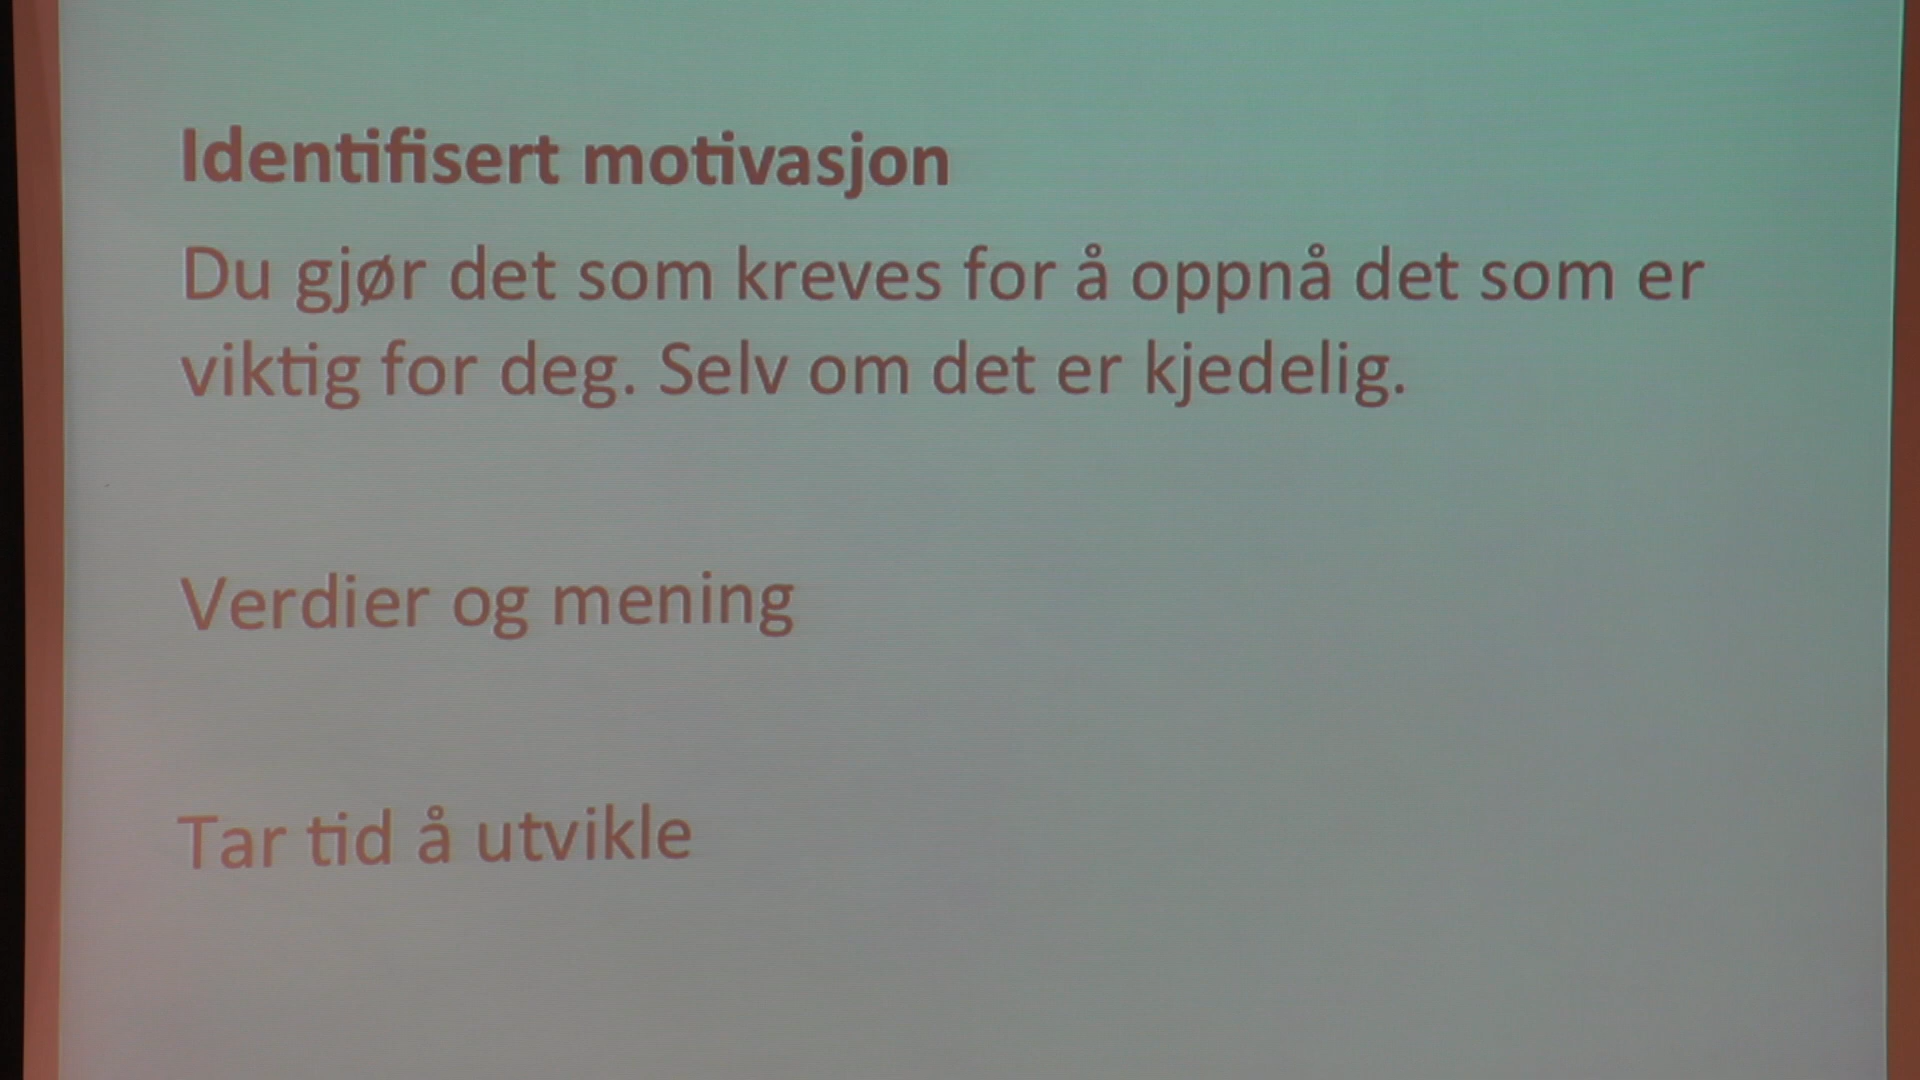 Identifisert motivasjon
Du gjør det som kreves for å oppnå det som er
viktig for deg. Selv om det er kjedelig.
Verdier og mening
Tar tid å utvikle